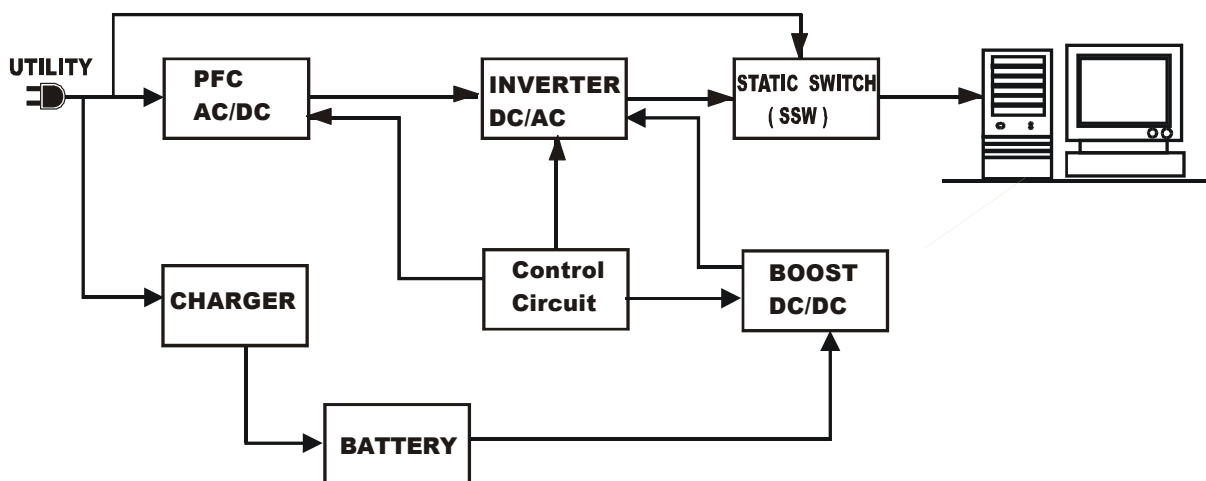 UTILITY
PFC
AC/DC
INVERTER
DC/AC
STATIC SWITCH
( SSW )
Control
Circuit
BOOST
DC/DC
CHARGER
BATTERY